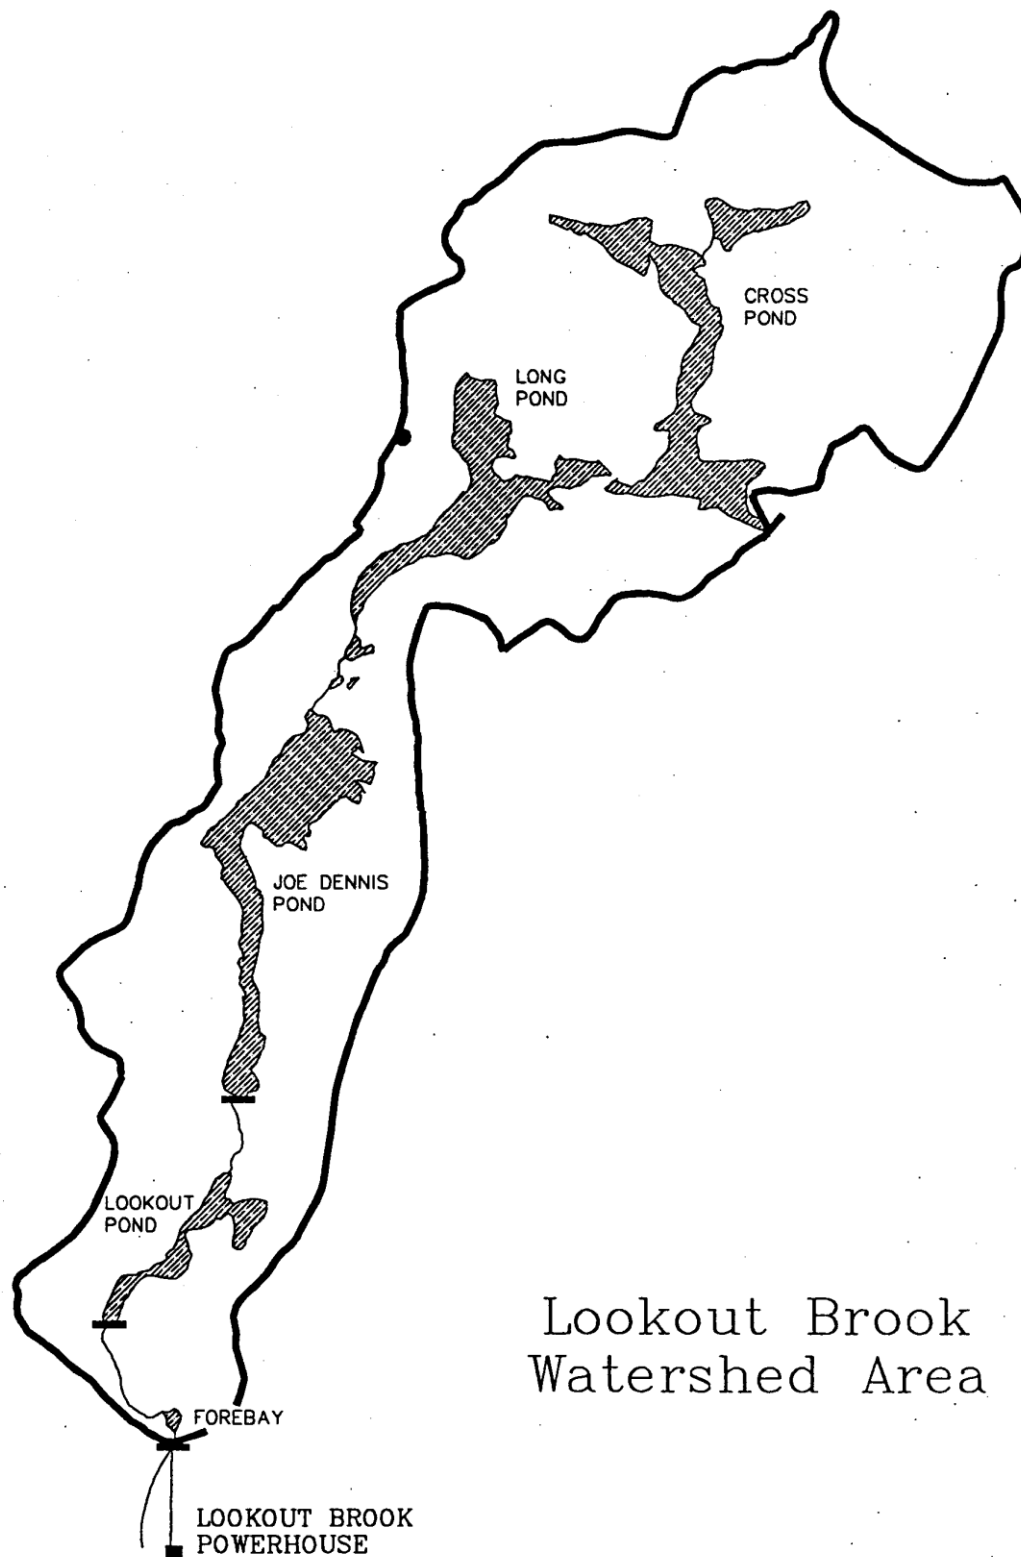 CROSS
POND
LONG
POND
JOE DENNIS
POND
LOOKOUT
POND
Lookout Brook
Watershed Area
FOREBAY
LOOKOUT BROOK
POWERHOUSE